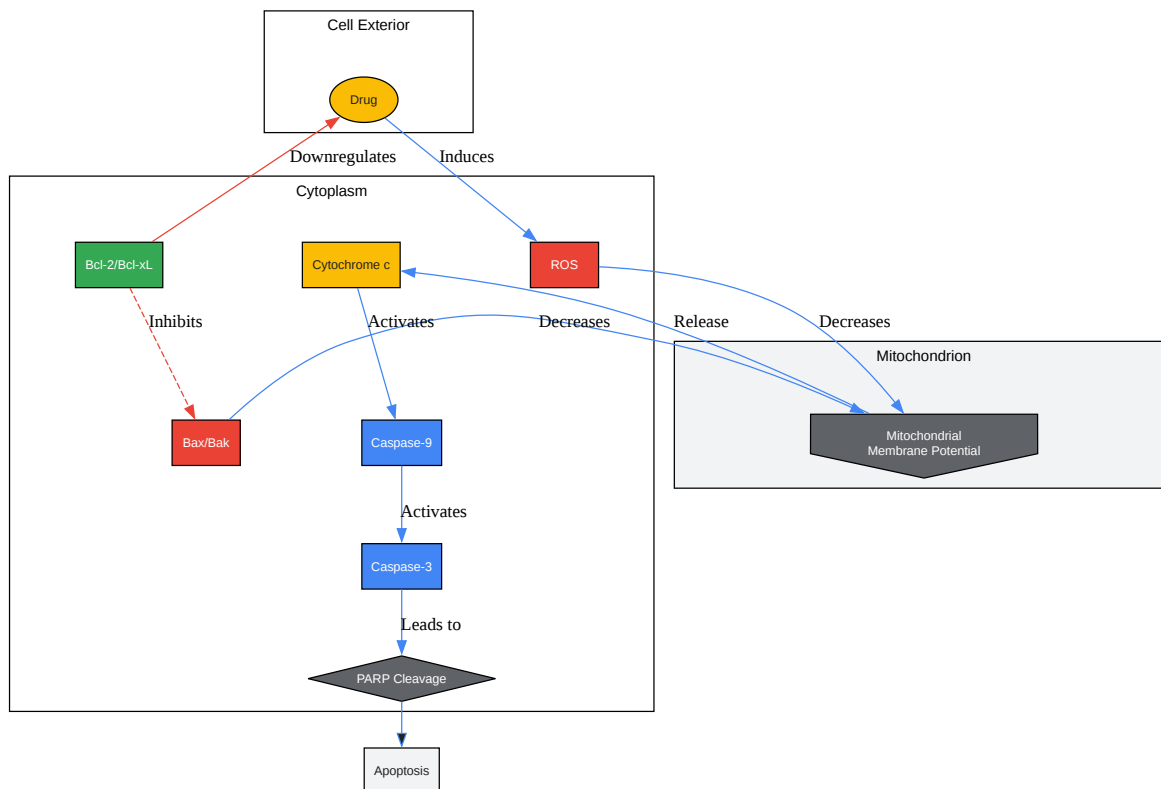 Cell Exterior
Drug
Downregulates
Induces
Cytoplasm
Bcl-2/Bcl-xL
Cytochrome c
ROS
Inhibits
Activates
Decreases
Release
Decreases
Mitochondrion
Bax/Bak
Caspase-9
Mitochondrial
Membrane Potential
Activates
Caspase-3
Leads to
PARP Cleavage
Apoptosis